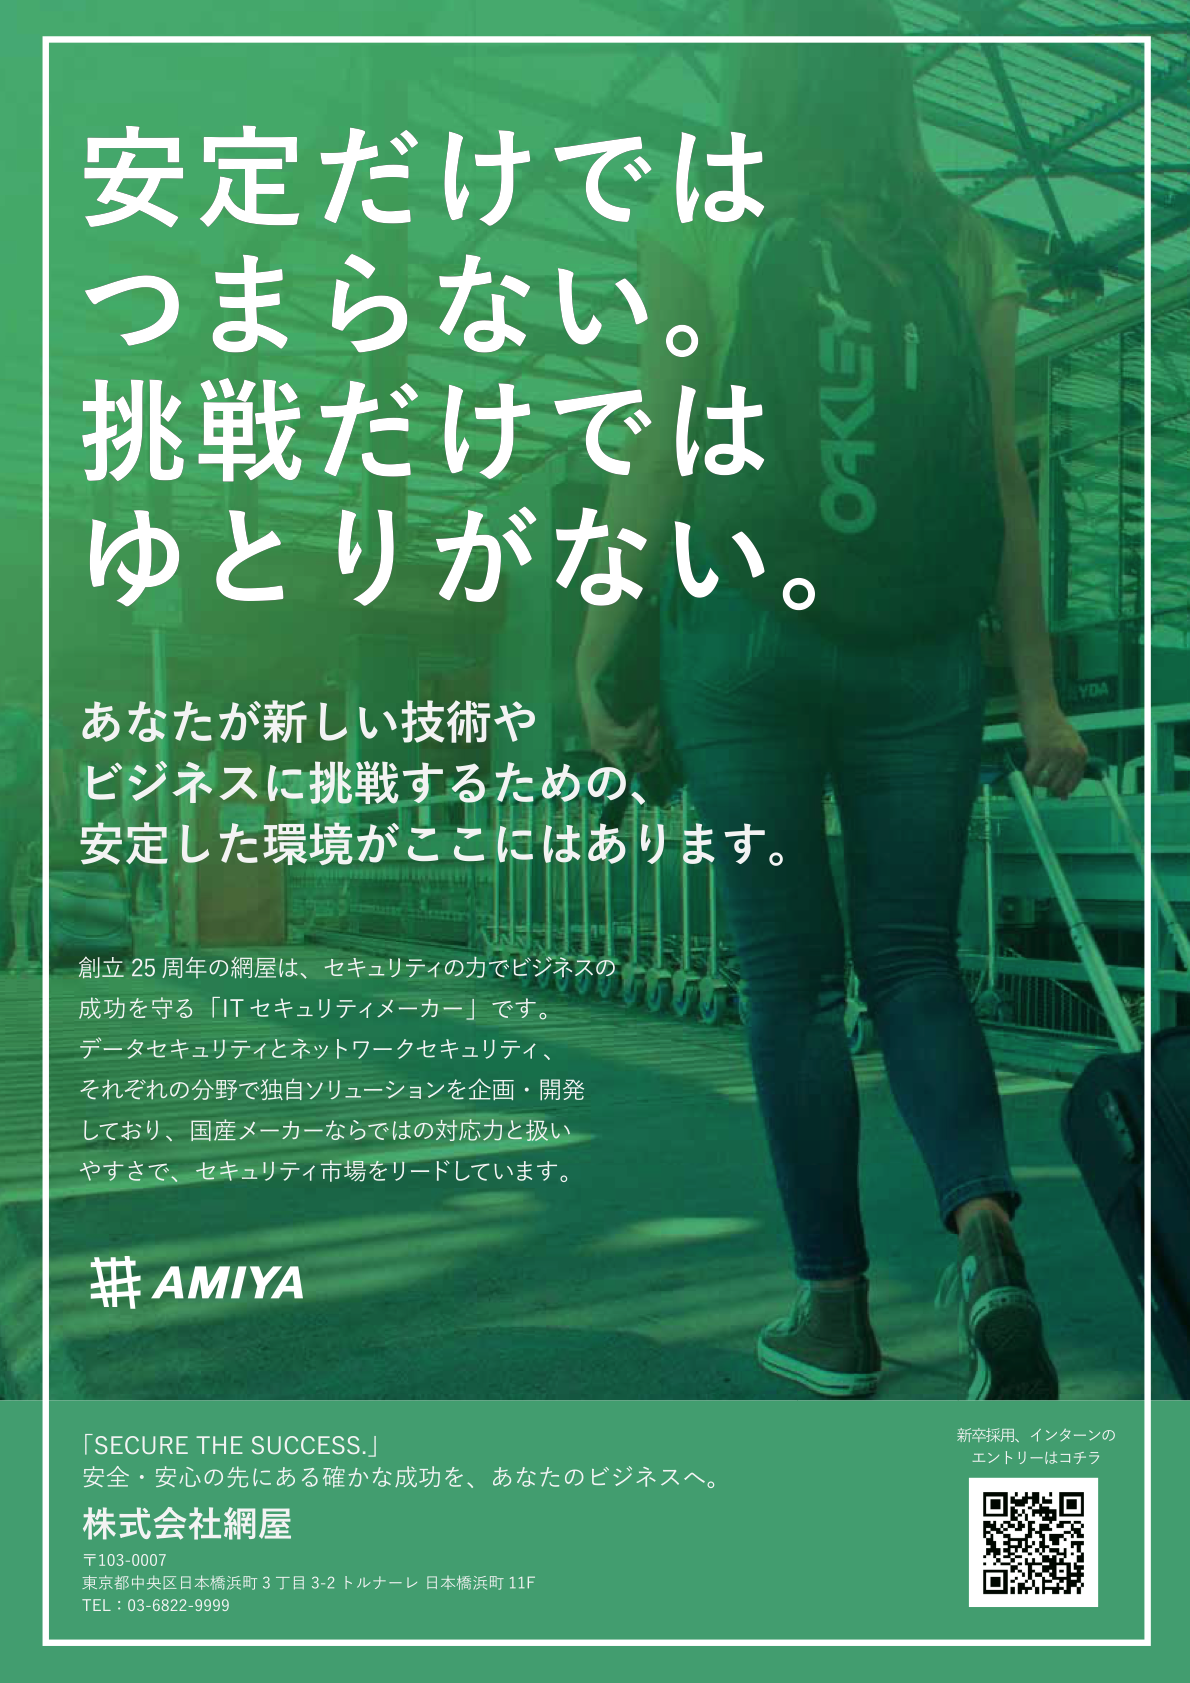 安定だけでは
つまらない。
挑戦だけでは
ゆとりがない。
OAKLEY
YDA
あなたが新しい技術や
ビジネスに挑戦するための、
安定した環境がここにはあります。
創立 25 周年の網屋は、セキュリティの力でビジネスの
成功を守る「IT セキュリティメーカー」です。
データセキュリティとネットワークセキュリティ、
それぞれの分野で独自ソリューションを企画・開発
しており、国産メーカーならではの対応力と扱い
やすさで、セキュリティ市場をリードしています。
AMIYA
「SECURE THE SUCCESS.」
安全・安心の先にある確かな成功を、あなたのビジネスへ。
株式会社網屋
〒103-0007
東京都中央区日本橋浜町 3 丁目 3-2 トルナーレ 日本橋浜町 11F
TEL：03-6822-9999
新卒採用、インターンの
エントリーはコチラ